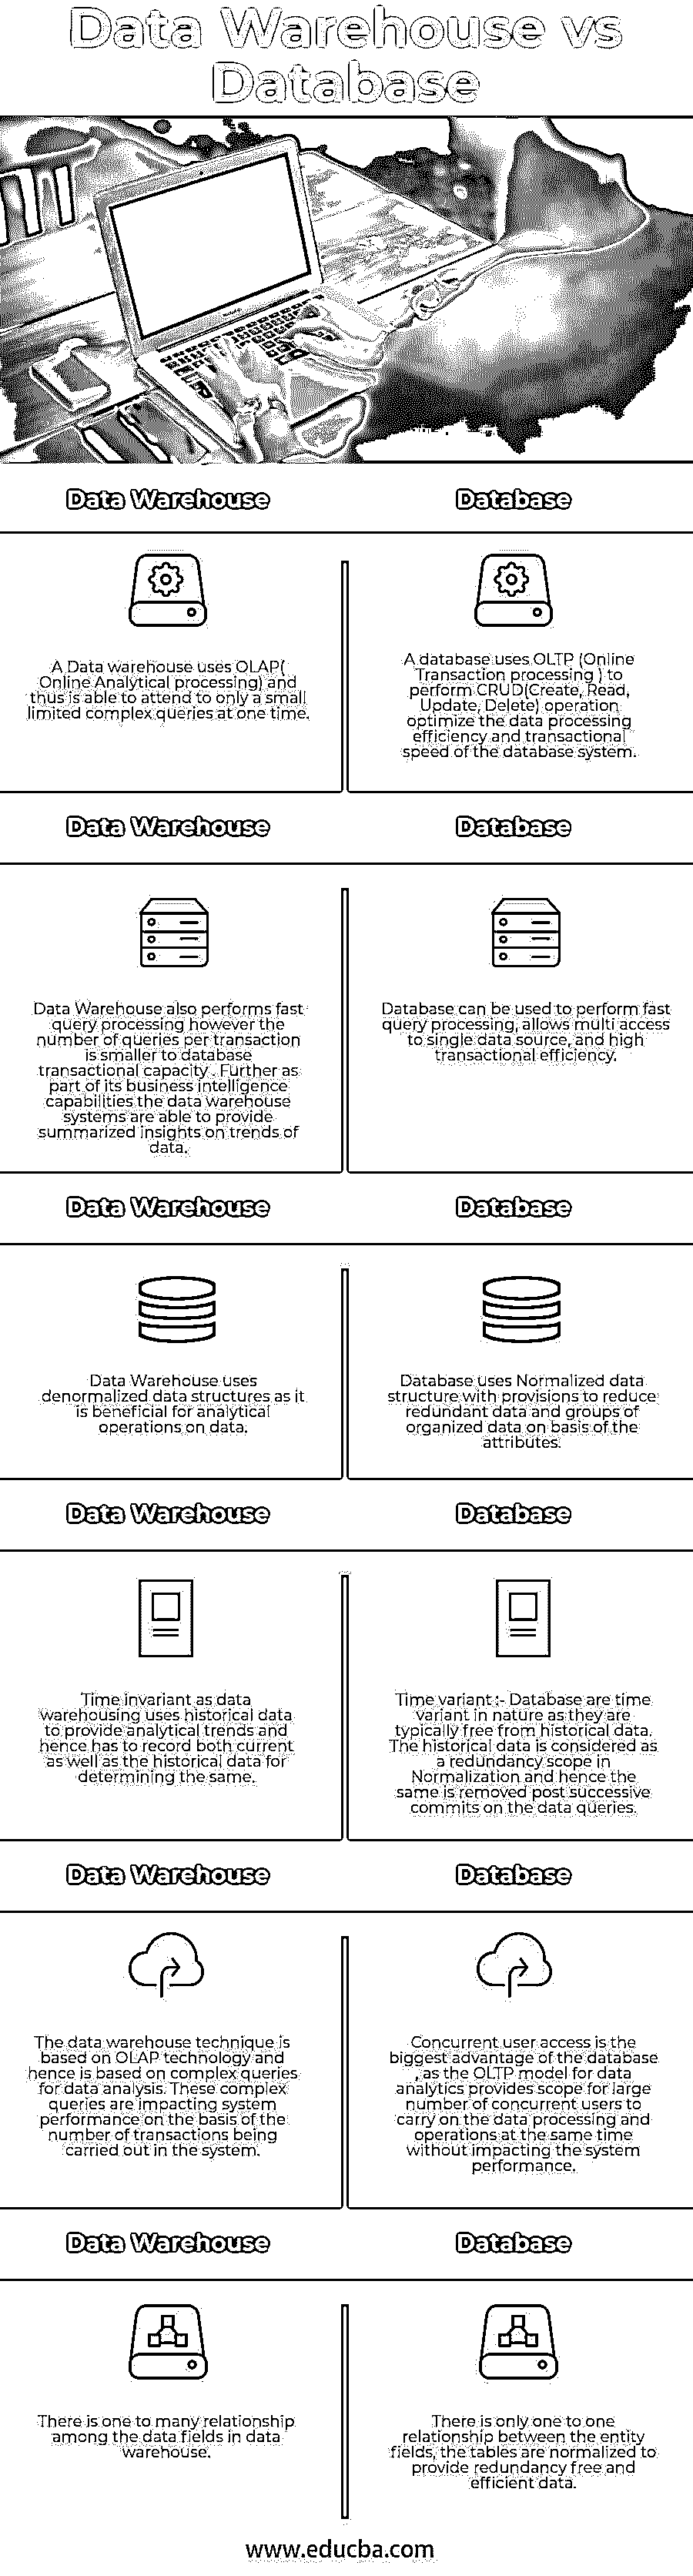 Data Warehouse vs
Database
Data Warehouse
Database
A Data warehouse uses OLAP(
Online Analytical processing) and
thus is able to attend to only a small
limited complex queries at one time.
A database uses OLTP (Online
Transaction processing ) to
perform CRUD(Create, Read,
Update, Delete) operation
optimize the data processing
efficiency and transactional
speed of the database system.
Data Warehouse
Database
Data Warehouse also performs fast
query processing however the
number of queries per transaction
is smaller to database
transactional capacity . Further as
part of its business intelligence
capabilities the data warehouse
systems are able to provide
summarized insights on trends of
data.
Database can be used to perform fast
query processing, allows multi access
to single data source, and high
transactional efficiency.
Data Warehouse
Database
Data Warehouse uses
denormalized data structures as it
is beneficial for analytical
operations on data.
Database uses Normalized data
structure with provisions to reduce
redundant data and groups of
organized data on basis of the
attributes.
Data Warehouse
Database
Time invariant as data
warehousing uses historical data
to provide analytical trends and
hence has to record both current
as well as the historical data for
determining the same.
Time variant :- Database are time
variant in nature as they are
typically free from historical data.
The historical data is considered as
a redundancy scope in
Normalization and hence the
same is removed post successive
commits on the data queries.
Data Warehouse
Database
The data warehouse technique is
based on OLAP technology and
hence is based on complex queries
for data analysis. These complex
queries are impacting system
performance on the basis of the
number of transactions being
carried out in the system.
Concurrent user access is the
biggest advantage of the database
, as the OLTP model for data
analytics provides scope for large
number of concurrent users to
carry on the data processing and
operations at the same time
without impacting the system
performance.
Data Warehouse
Database
There is one to many relationship
among the data fields in data
warehouse.
There is only one to one
relationship between the entity
fields, the tables are normalized to
provide redundancy free and
efficient data.
www.educba.com